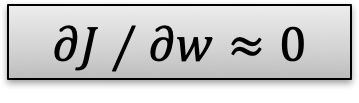 ∂J / ∂w ≈ 0